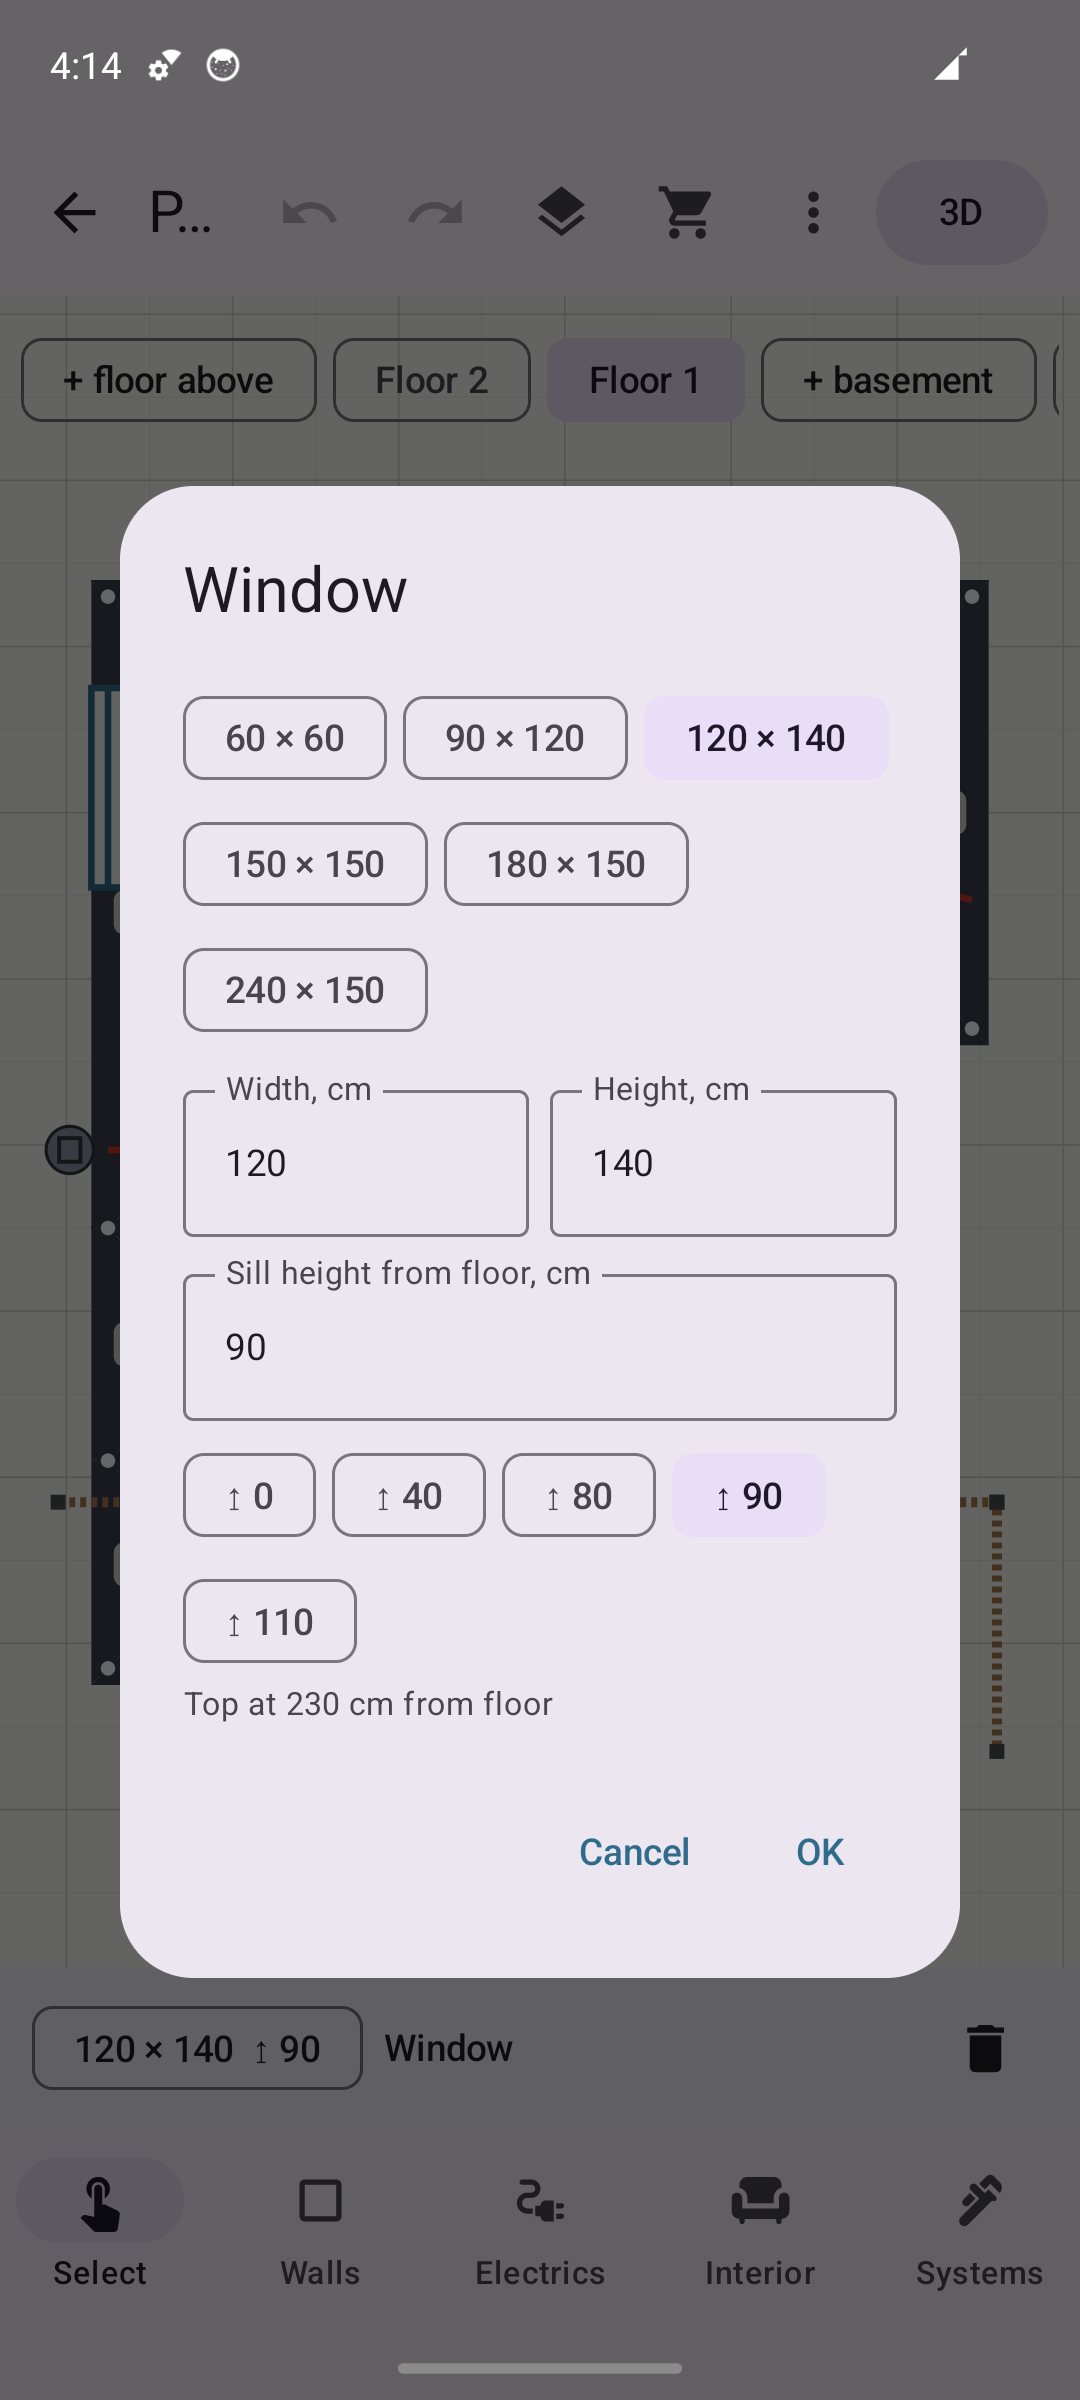 4:14
P...
3D
+ floor above
Floor 2
Floor 1
+ basement
Window
60 × 60
90 × 120
120 × 140
150 × 150
180 × 150
240 × 150
Width, cm
Height, cm
120
140
Sill height from floor, cm
90
↥ 0
↥ 40
↥ 80
↥ 90
↥ 110
Top at 230 cm from floor
Cancel
OK
120 × 140 ↥ 90
Window
Select
Walls
Electrics
Interior
Systems